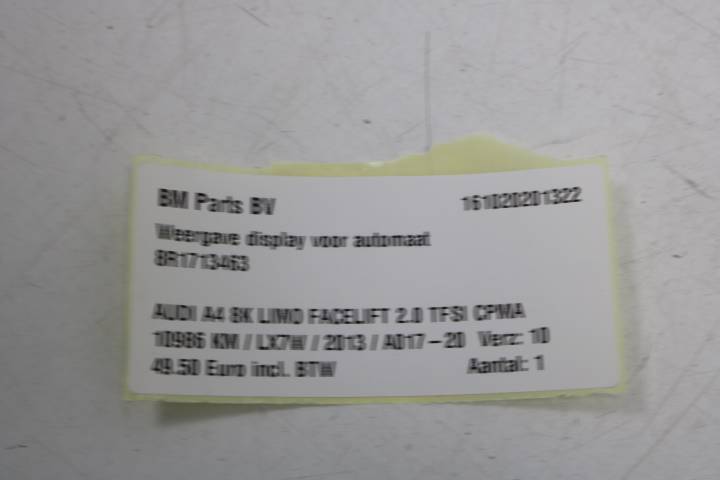 BM Parts BV 161020201322
Weergave display voor automaat
8R1713463
AUDI A4 8K LIMO FACELIFT 2.0 TFSI CPMA
10986 KM / LX7W / 2013 / A017-20 Verz: 10
49.50 Euro incl. BTW Aantal: 1